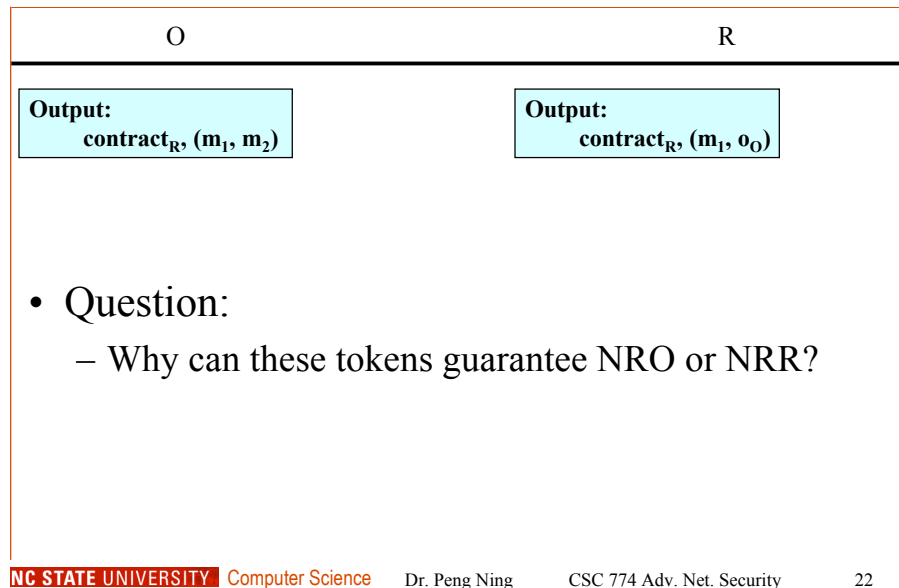 O R
Output:
contractR, (m1, m2)
Output:
contractR, (m1, oO)
• Question:
– Why can these tokens guarantee NRO or NRR?
NC STATE UNIVERSITY Computer Science Dr. Peng Ning CSC 774 Adv. Net. Security 22